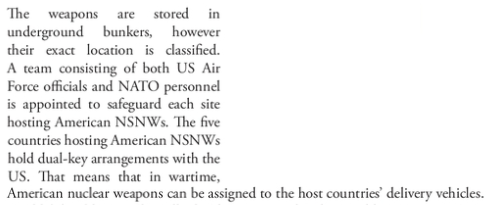 The weapons are stored in
underground bunkers, however
their exact location is classified.
A team consisting of both US Air
Force officials and NATO personnel
is appointed to safeguard each site
hosting American NSNWs. The five
countries hosting American NSNWs
hold dual-key arrangements with the
US. That means that in wartime,
American nuclear weapons can be assigned to the host countries' delivery vehicles.